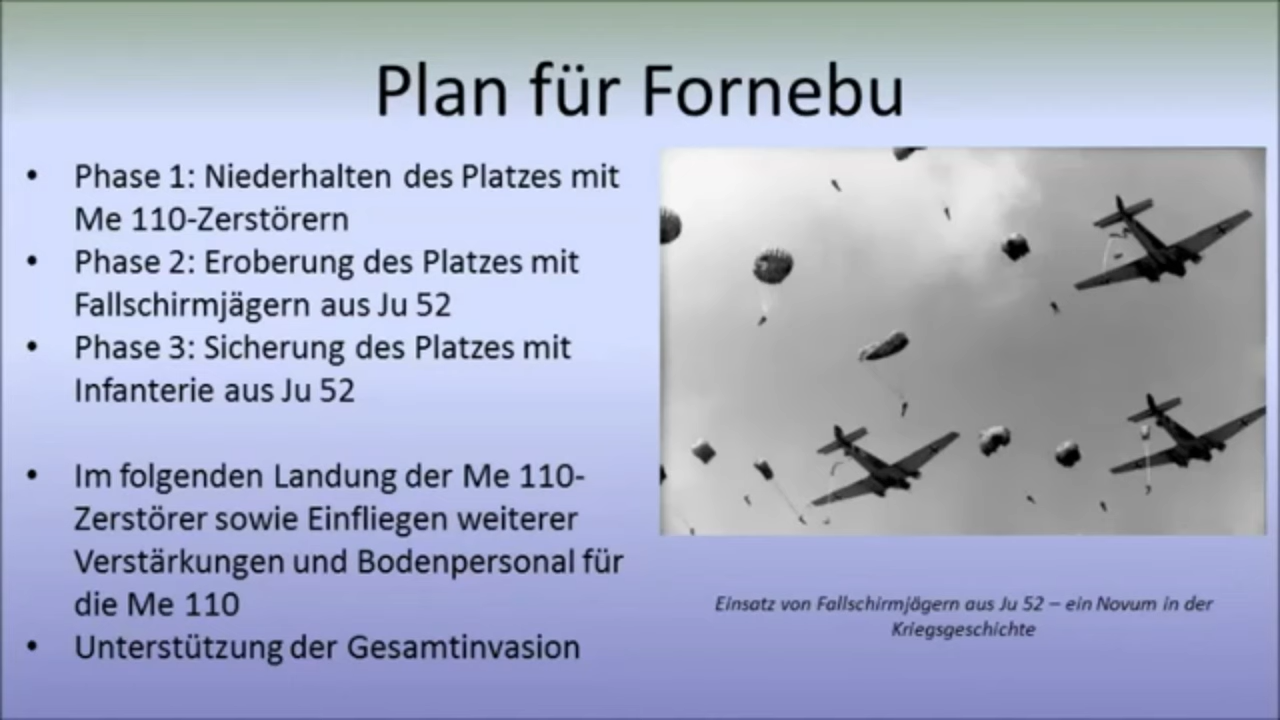 Plan für Fornebu
• Phase 1: Niederhalten des Platzes mit
Me 110-Zerstörern
• Phase 2: Eroberung des Platzes mit
Fallschirmjägern aus Ju 52
• Phase 3: Sicherung des Platzes mit
Infanterie aus Ju 52
• Im folgenden Landung der Me 110-
Zerstörer sowie Einfliegen weiterer
Verstärkungen und Bodenpersonal für
die Me 110
• Unterstützung der Gesamtinvasion
Einsatz von Fallschirmjägern aus Ju 52 – ein Novum in der
Kriegsgeschichte